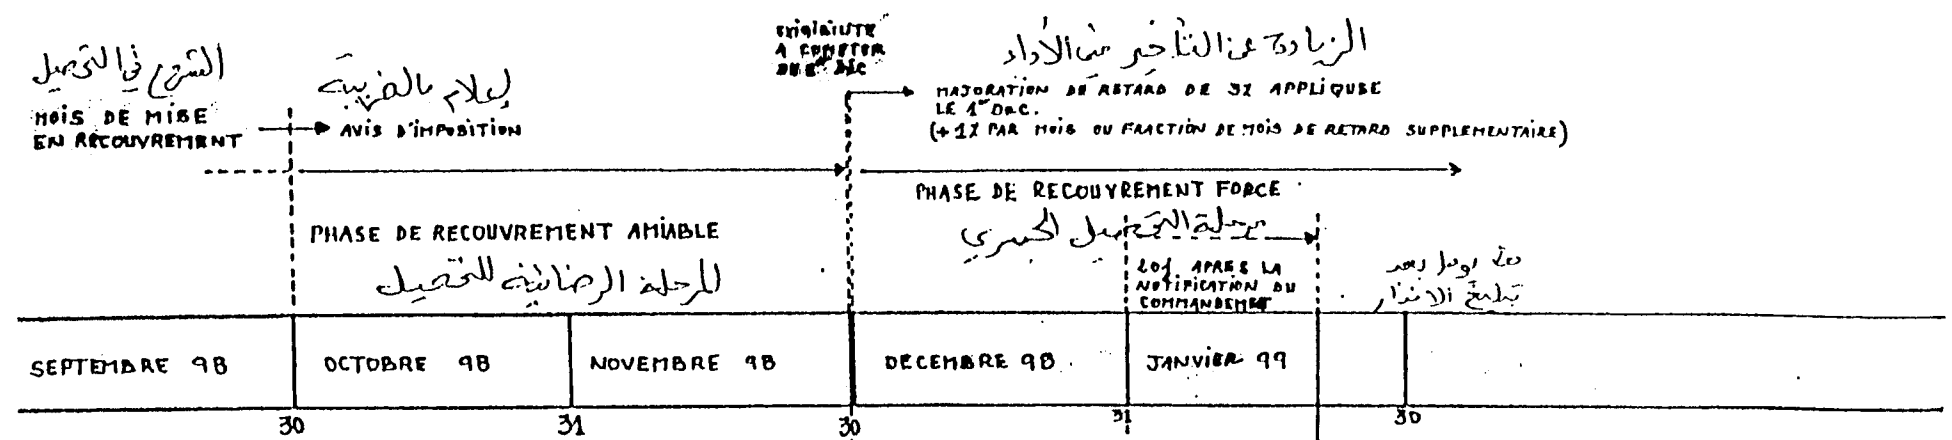 الشروع في التحصيل
MOIS DE MISE
EN RECOUVREMENT
إعلام بالضريبة
AVIS D'IMPOSITION
EXIGIBILITE
A COMPTER
DU 1er DEC
الزيادة عن التأخير في الأداء
MAJORATION DE RETARD DE 3% APPLIQUEE
LE 1er DEC.
(+ 1% PAR MOIS OU FRACTION DE MOIS DE RETARD SUPPLEMENTAIRE)
PHASE DE RECOUVREMENT AMIABLE
المرحلة الرضائية للتحصيل
PHASE DE RECOUVREMENT FORCE
مرحلة التحصيل الجبري
20 j. APRES LA
NOTIFICATION DU
COMMANDEMENT
يوما بعد
تبليغ الانذار
SEPTEMBRE 98
OCTOBRE 98
NOVEMBRE 98
DECEMBRE 98
JANVIER 99
30
31
30
31
30